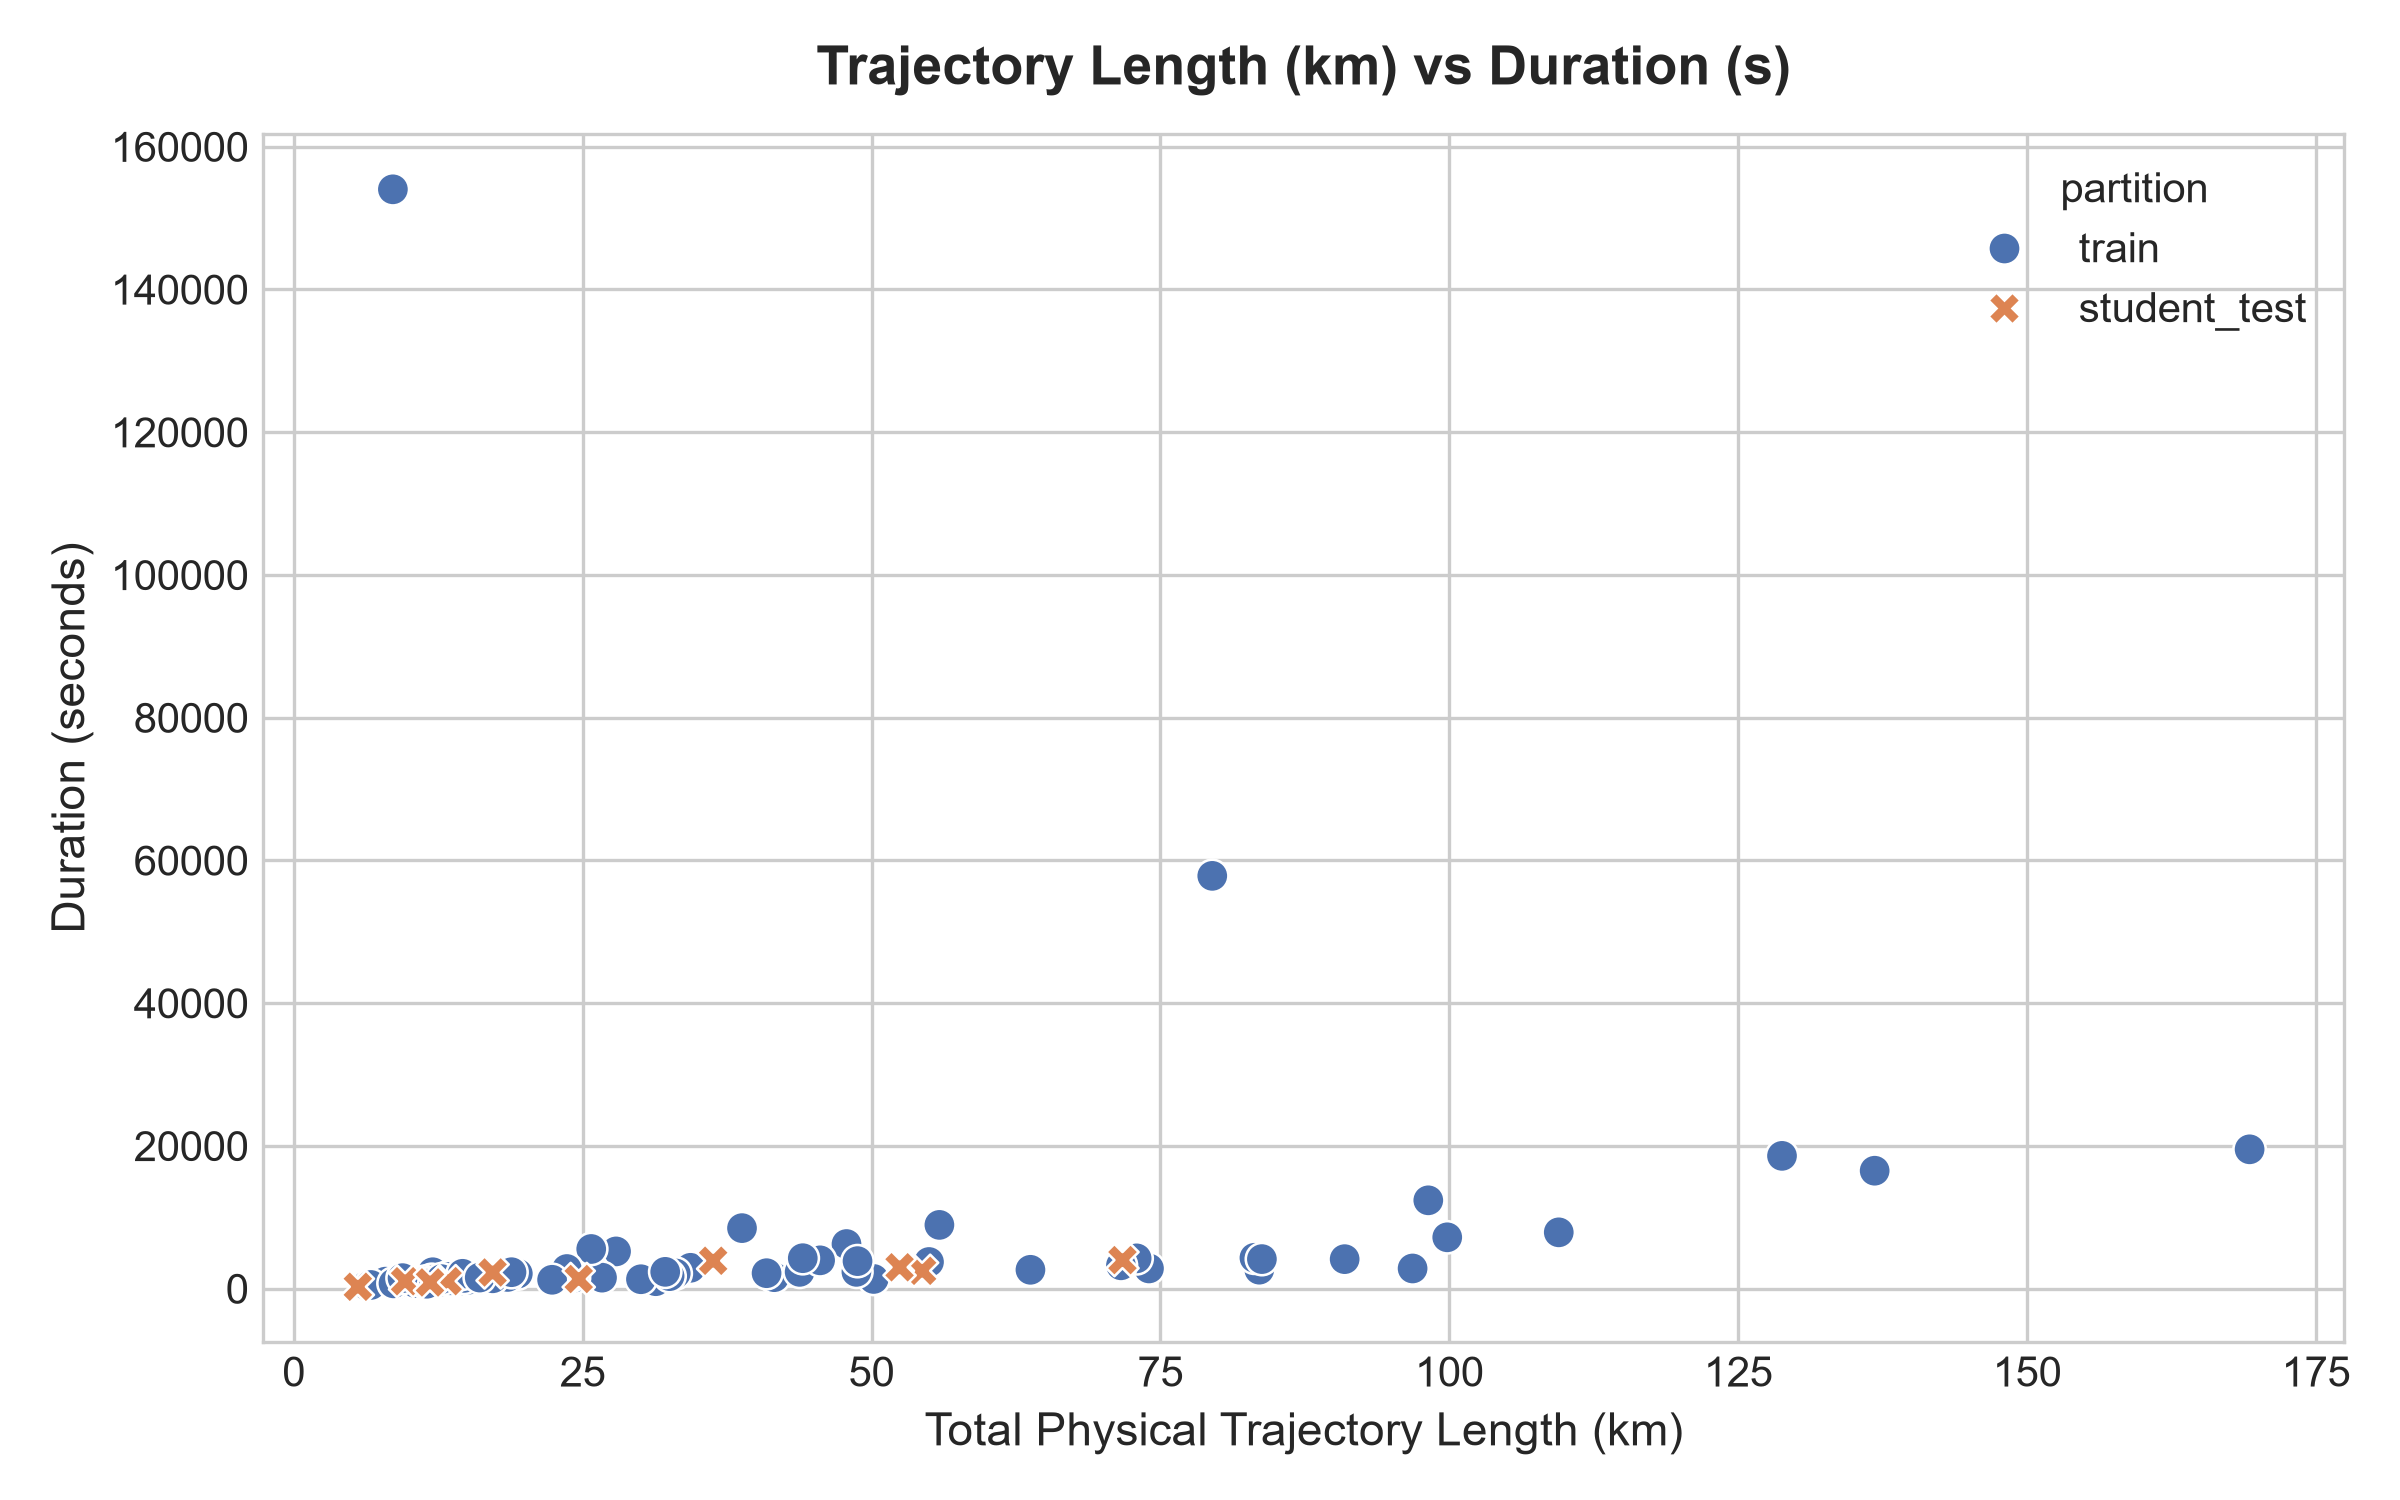 Trajectory Length (km) vs Duration (s)
160000
140000
120000
100000
80000
60000
40000
20000
0
Duration (seconds)
partition
train
student_test
0 25 50 75 100 125 150 175
Total Physical Trajectory Length (km)